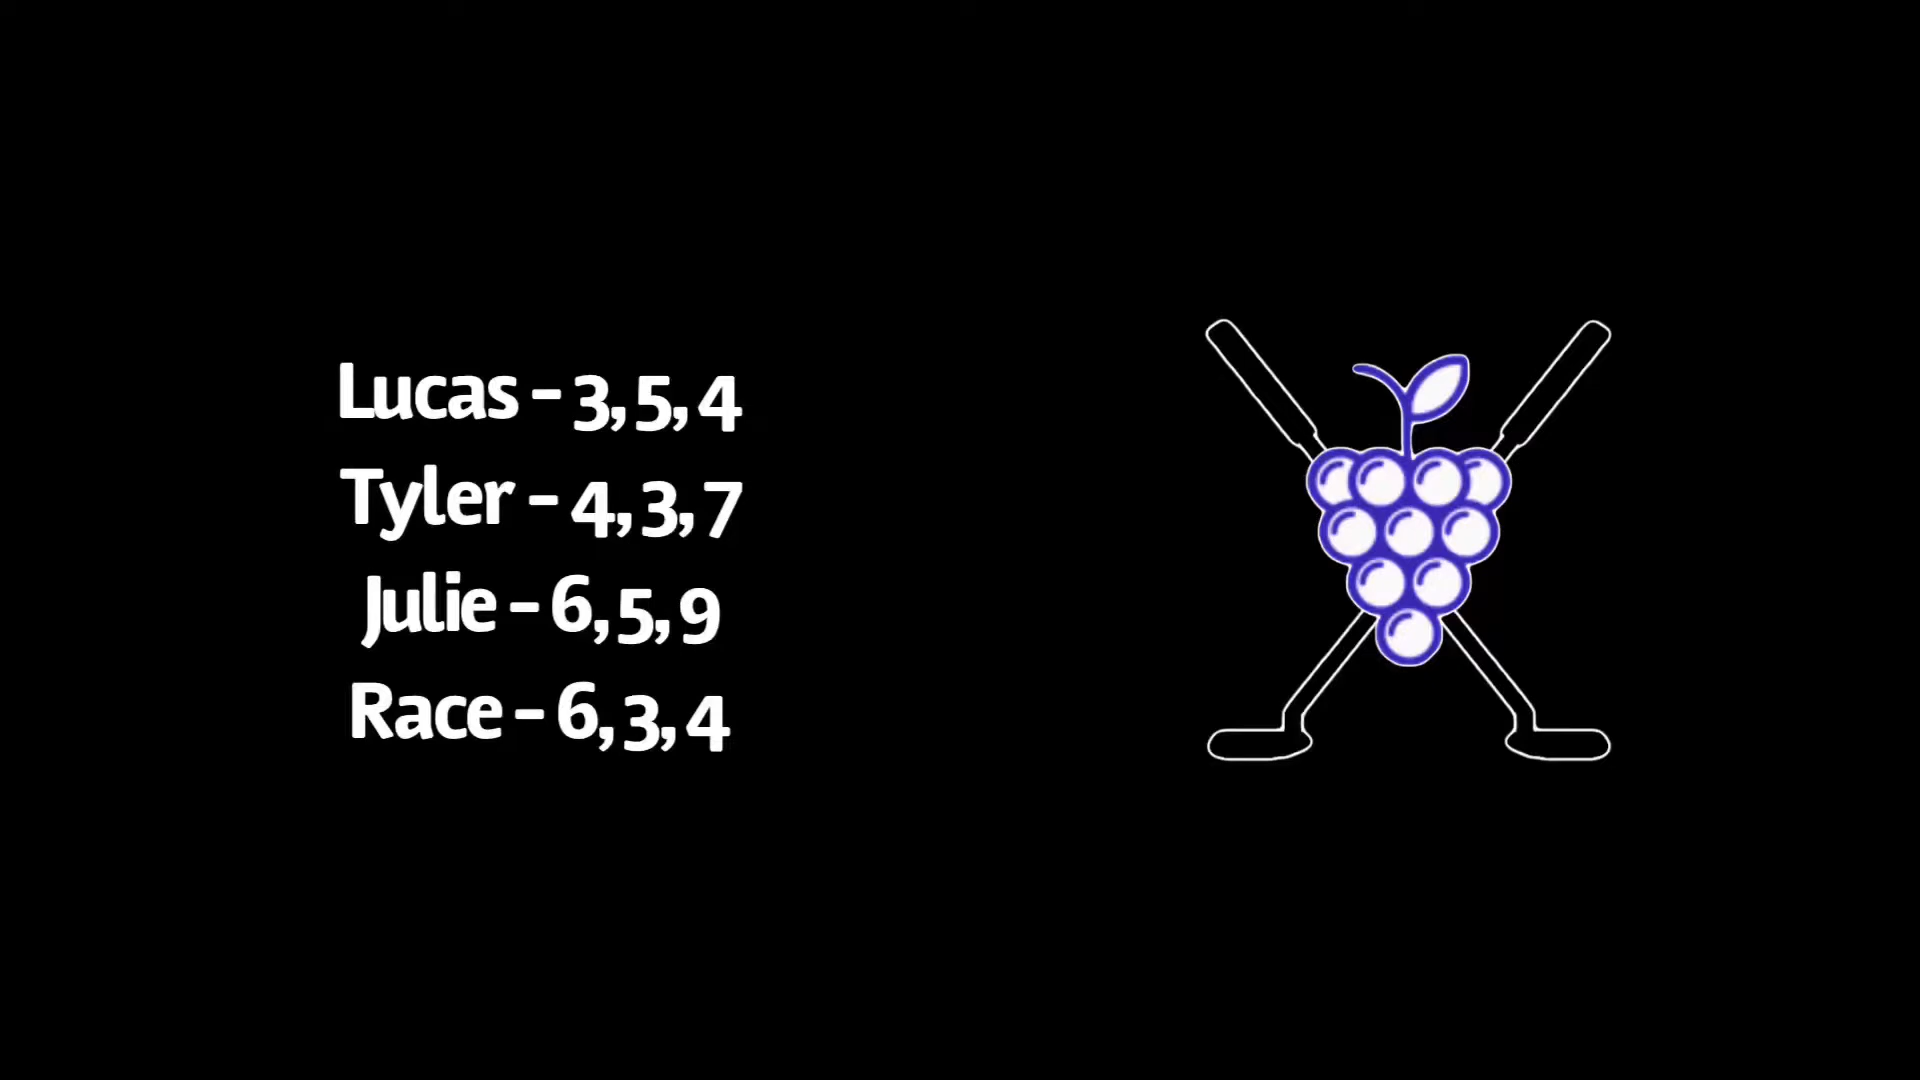 Lucas - 3, 5, 4
Tyler - 4, 3, 7
Julie - 6, 5, 9
Race - 6, 3, 4